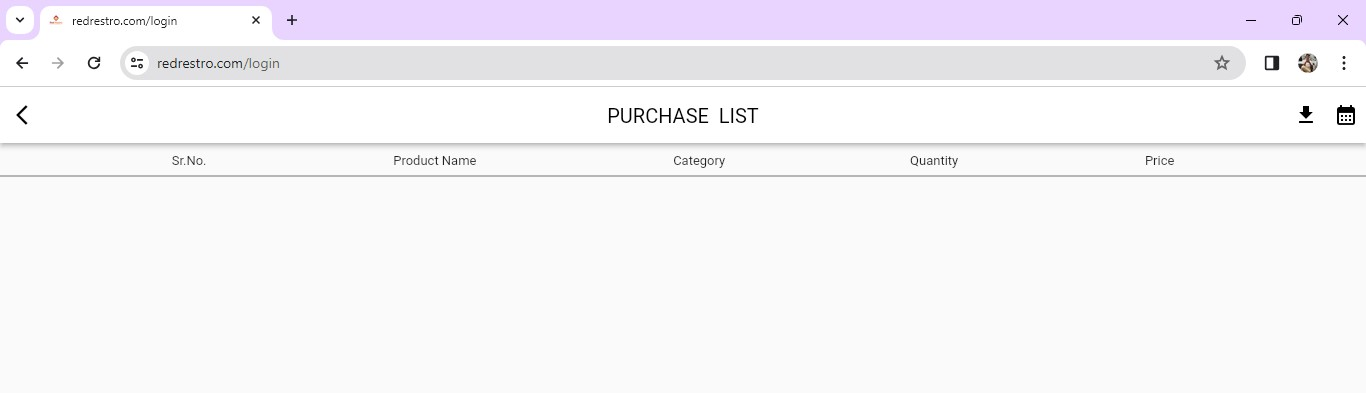 redrestro.com/login
redrestro.com/login
PURCHASE LIST
Sr.No. Product Name Category Quantity Price